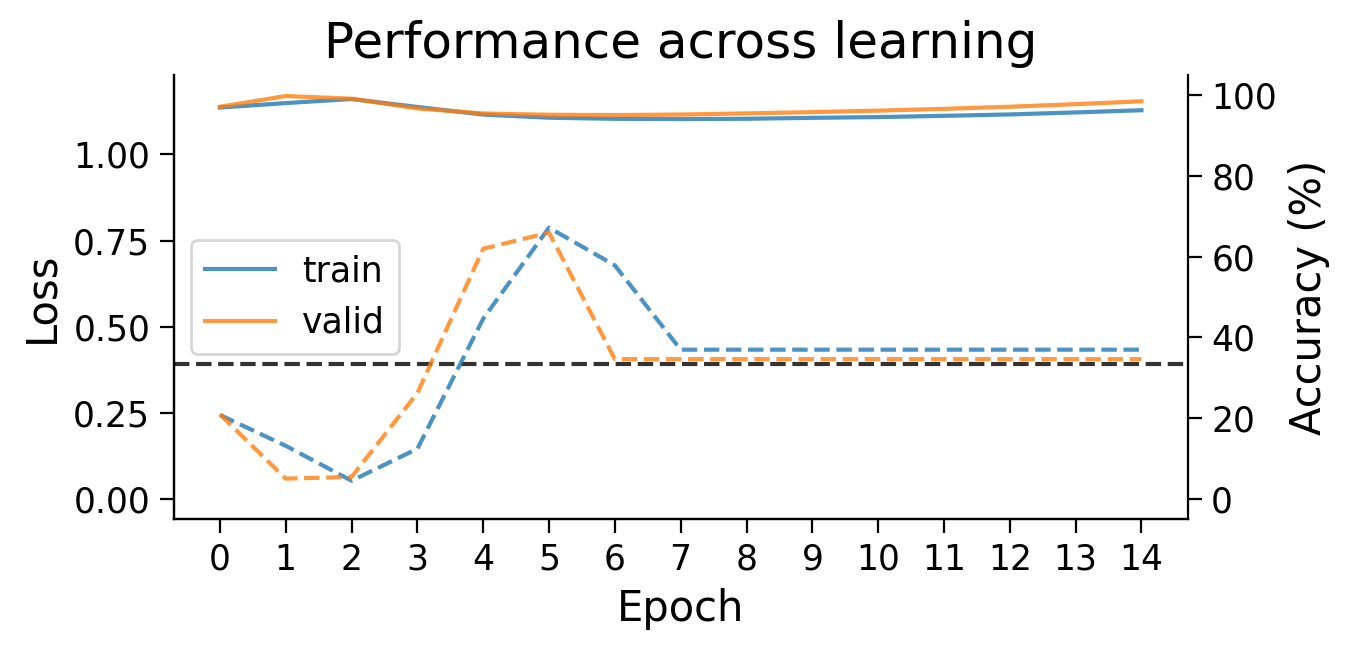 Performance across learning
Loss
1.00
0.75
0.50
0.25
0.00
train
valid
100
80
60
40
20
0
Accuracy (%)
0 1 2 3 4 5 6 7 8 9 10 11 12 13 14
Epoch